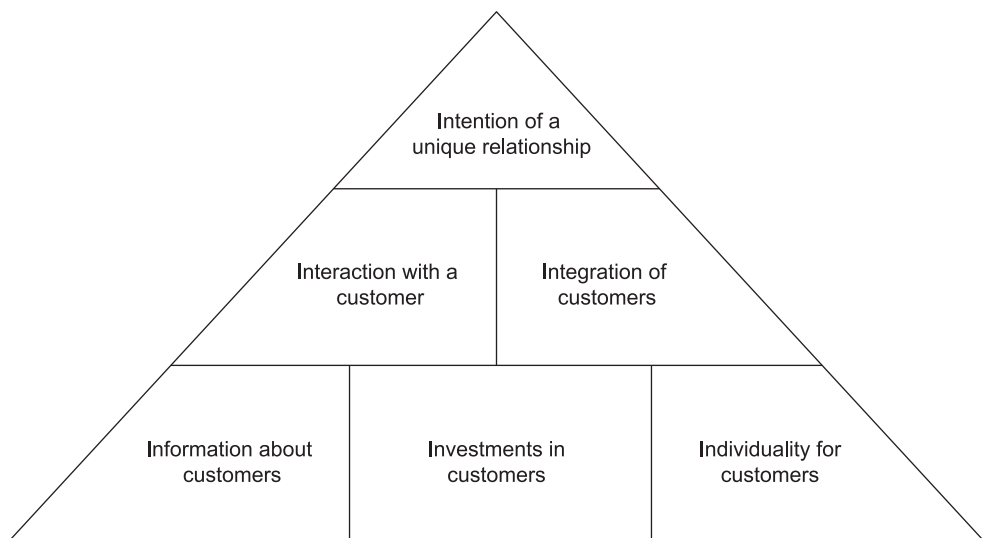 Intention of a
unique relationship
Interaction with a
customer
Integration of
customers
Information about
customers
Investments in
customers
Individuality for
customers